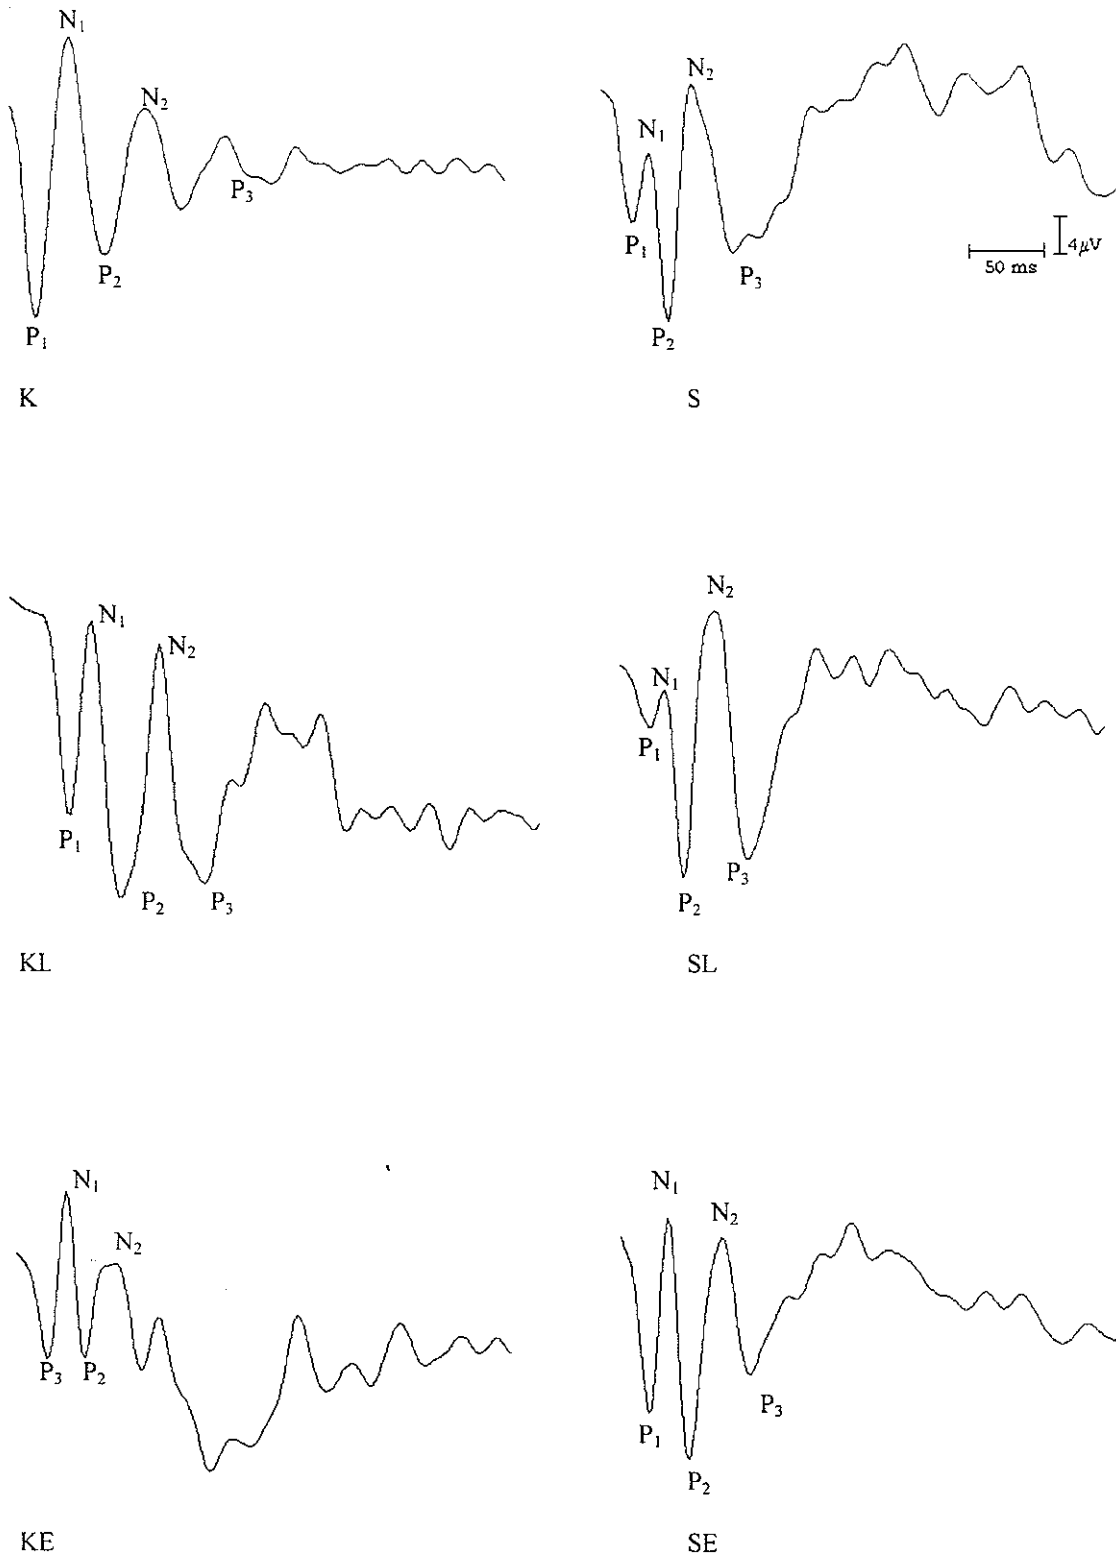 N₁
N₂
P₃
P₂
P₁
K
N₂
N₁
P₁
P₃
P₂
4μV
50 ms
S
N₁
N₂
P₁
P₂
P₃
KL
N₂
N₁
P₁
P₃
P₂
SL
N₁
N₂
P₃
P₂
KE
N₁
N₂
P₃
P₁
P₂
SE